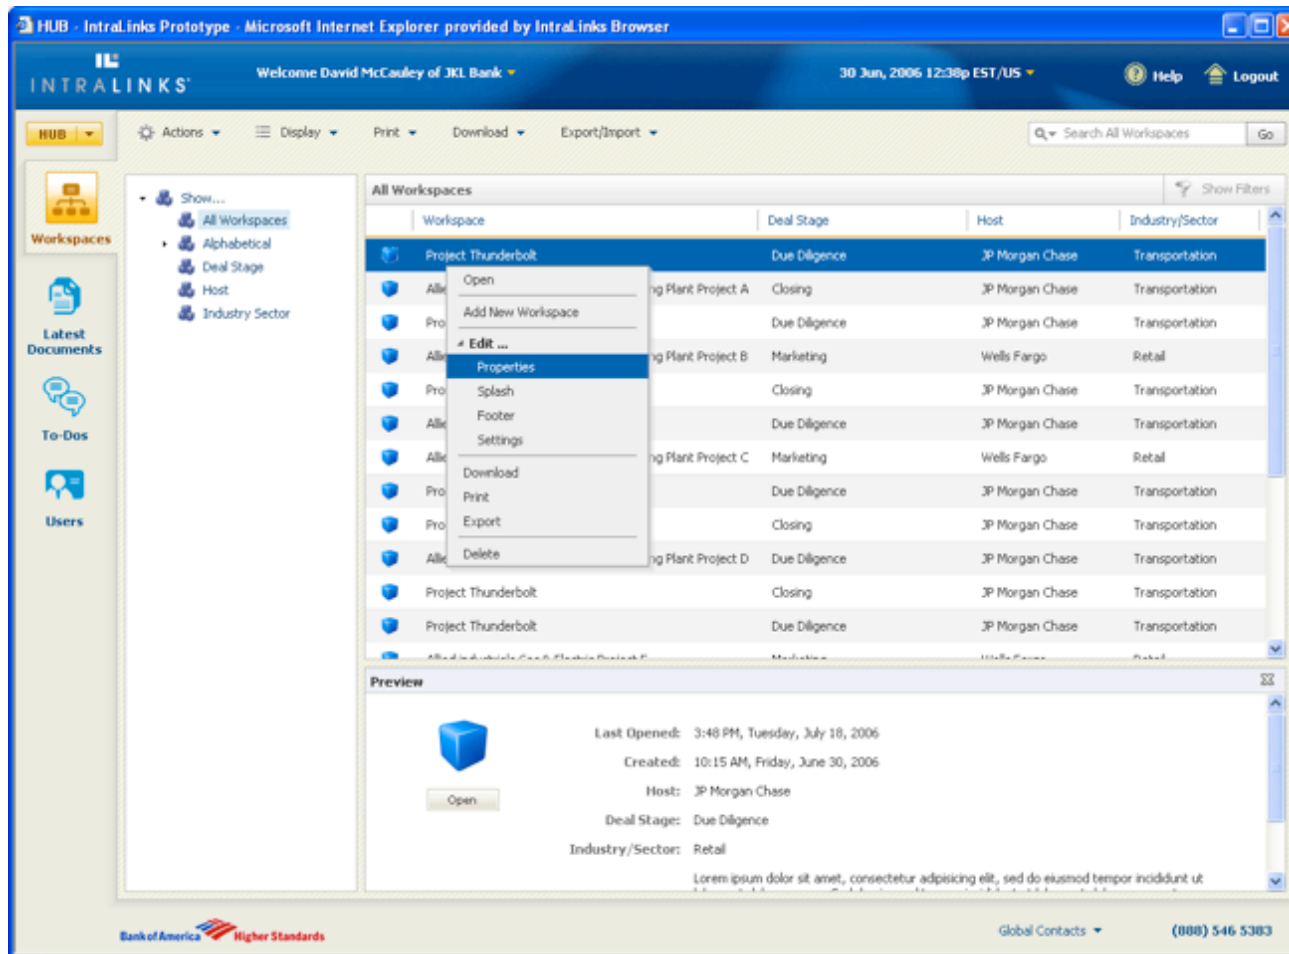 HUB - IntraLinks Prototype - Microsoft Internet Explorer provided by IntraLinks Browser
IL
INTRALINKS
Welcome David McCauley of JKL Bank
30 Jun, 2006 12:38p EST/US
Help
Logout
HUB
Actions
Display
Print
Download
Export/Import
Search All Workspaces
Go
Workspaces
Latest
Documents
To-Dos
Users
Show...
All Workspaces
Alphabetical
Deal Stage
Host
Industry Sector
All Workspaces
Show Filters
Workspace Deal Stage Host Industry/Sector
Project Thunderbolt Due Diligence JP Morgan Chase Transportation
Allie ng Plant Project A Closing JP Morgan Chase Transportation
Pro Due Diligence JP Morgan Chase Transportation
Allie ng Plant Project B Marketing Wells Fargo Retail
Pro Closing JP Morgan Chase Transportation
Allie Due Diligence JP Morgan Chase Transportation
Allie ng Plant Project C Marketing Wells Fargo Retail
Pro Due Diligence JP Morgan Chase Transportation
Pro Closing JP Morgan Chase Transportation
Allie ng Plant Project D Due Diligence JP Morgan Chase Transportation
Project Thunderbolt Closing JP Morgan Chase Transportation
Project Thunderbolt Due Diligence JP Morgan Chase Transportation
Open
Add New Workspace
Edit ...
Properties
Splash
Footer
Settings
Download
Print
Export
Delete
Preview
Open
Last Opened: 3:48 PM, Tuesday, July 18, 2006
Created: 10:15 AM, Friday, June 30, 2006
Host: JP Morgan Chase
Deal Stage: Due Diligence
Industry/Sector: Retail
Lorem ipsum dolor sit amet, consectetur adipisicing elit, sed do eiusmod tempor incididunt ut
Bank of America Higher Standards
Global Contacts
(888) 546 5383